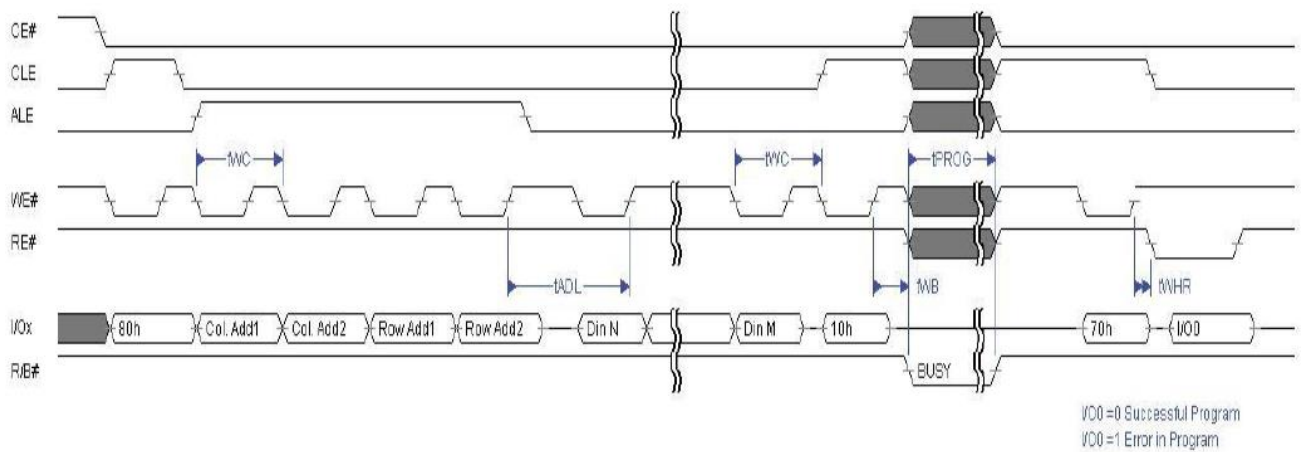 CE#
CLE
ALE
tWC
tWC
tPROG
WE#
RE#
tADL
tWB
tWHR
I/Ox
80h
Col. Add1
Col. Add2
Row Add1
Row Add2
Din N
Din M
10h
70h
I/O0
R/B#
BUSY
I/O0 =0 Successful Program
I/O0 =1 Error in Program